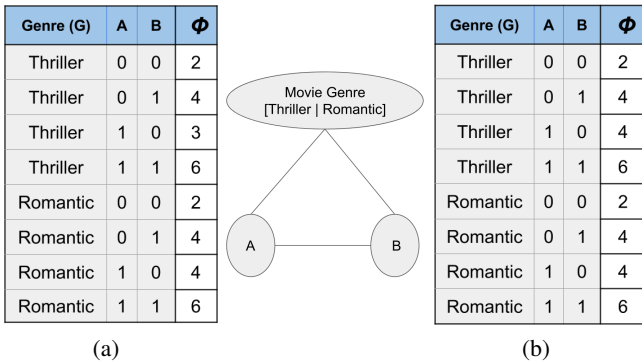 Genre (G) A B Φ
Thriller 0 0 2
Thriller 0 1 4
Thriller 1 0 3
Thriller 1 1 6
Romantic 0 0 2
Romantic 0 1 4
Romantic 1 0 4
Romantic 1 1 6
(a)
Movie Genre
[Thriller | Romantic]
A B
Genre (G) A B Φ
Thriller 0 0 2
Thriller 0 1 4
Thriller 1 0 4
Thriller 1 1 6
Romantic 0 0 2
Romantic 0 1 4
Romantic 1 0 4
Romantic 1 1 6
(b)